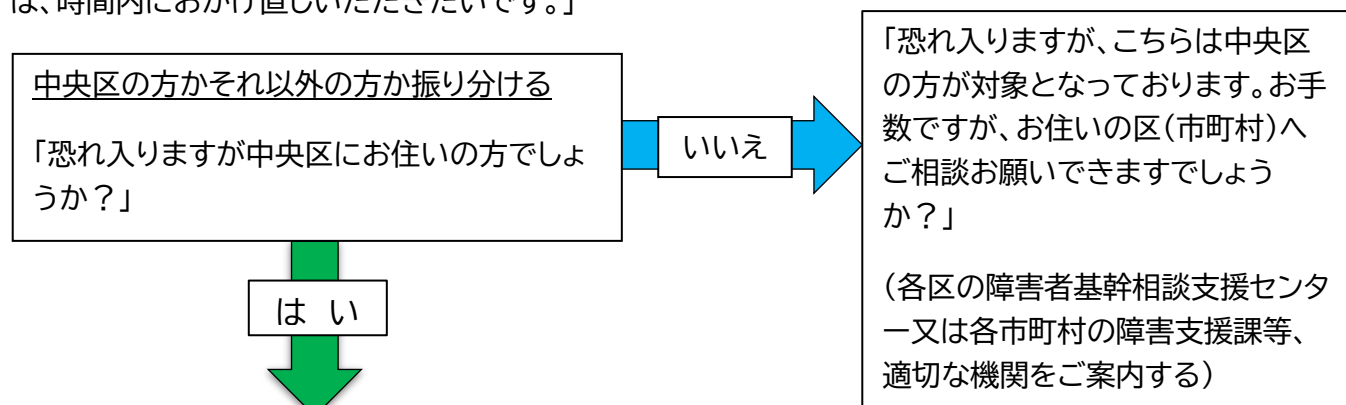 は、時間内におかけ直しいただきたいです。」
中央区の方かそれ以外の方か振り分ける
「恐れ入りますが中央区にお住いの方でしょ
うか？」
いいえ
「恐れ入りますが、こちらは中央区
の方が対象となっております。お手
数ですが、お住いの区（市町村）へ
ご相談お願いできますでしょう
か？」
（各区の障害者基幹相談支援センタ
ー又は各市町村の障害支援課等、
適切な機関をご案内する）
は い